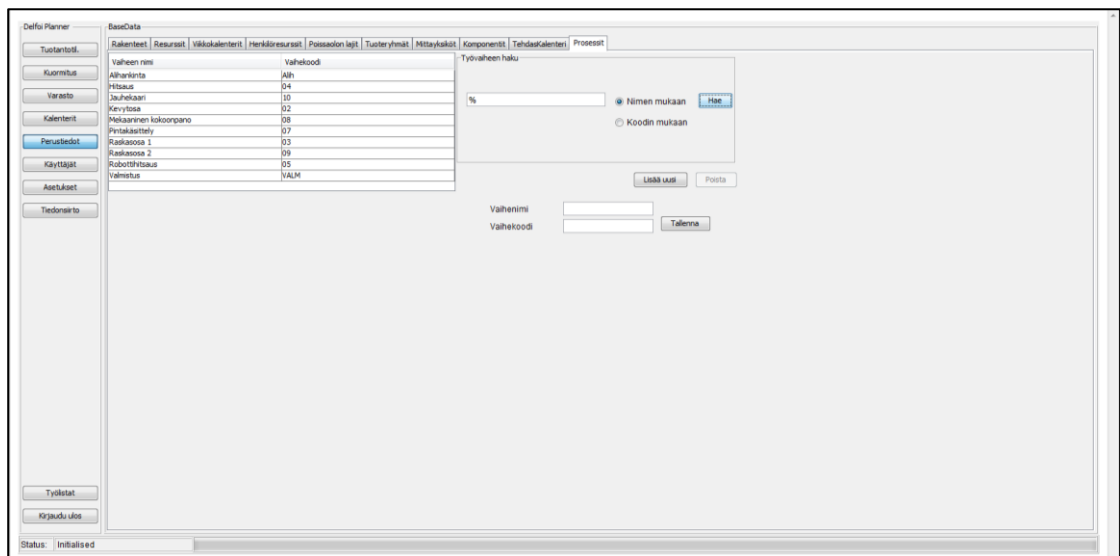 Delfoi Planner
Tuotantotil.
Kuormitus
Varasto
Kalenterit
Perustiedot
Käyttäjät
Asetukset
Tiedonsiirto
Työlistat
Kirjaudu ulos
BaseData
Rakenteet Resurssit Viikkokalenterit Henkilöresurssit Poissaolon lajit Tuoteryhmät Mittayksiköt Komponentit TehdasKalenteri Prosessit
Vaiheen nimi Vaihekoodi
Alihankinta Alih
Hitsaus 04
Jauhekaari 10
Kevytosa 02
Mekaaninen kokoonpano 08
Pintakäsittely 07
Raskasosa 1 03
Raskasosa 2 09
Robottihitsaus 05
Valmistus VALM
Työvaiheen haku
% Nimen mukaan Hae
Koodin mukaan
Lisää uusi Poista
Vaihenimi
Vaihekoodi Tallenna
Status: Initialised